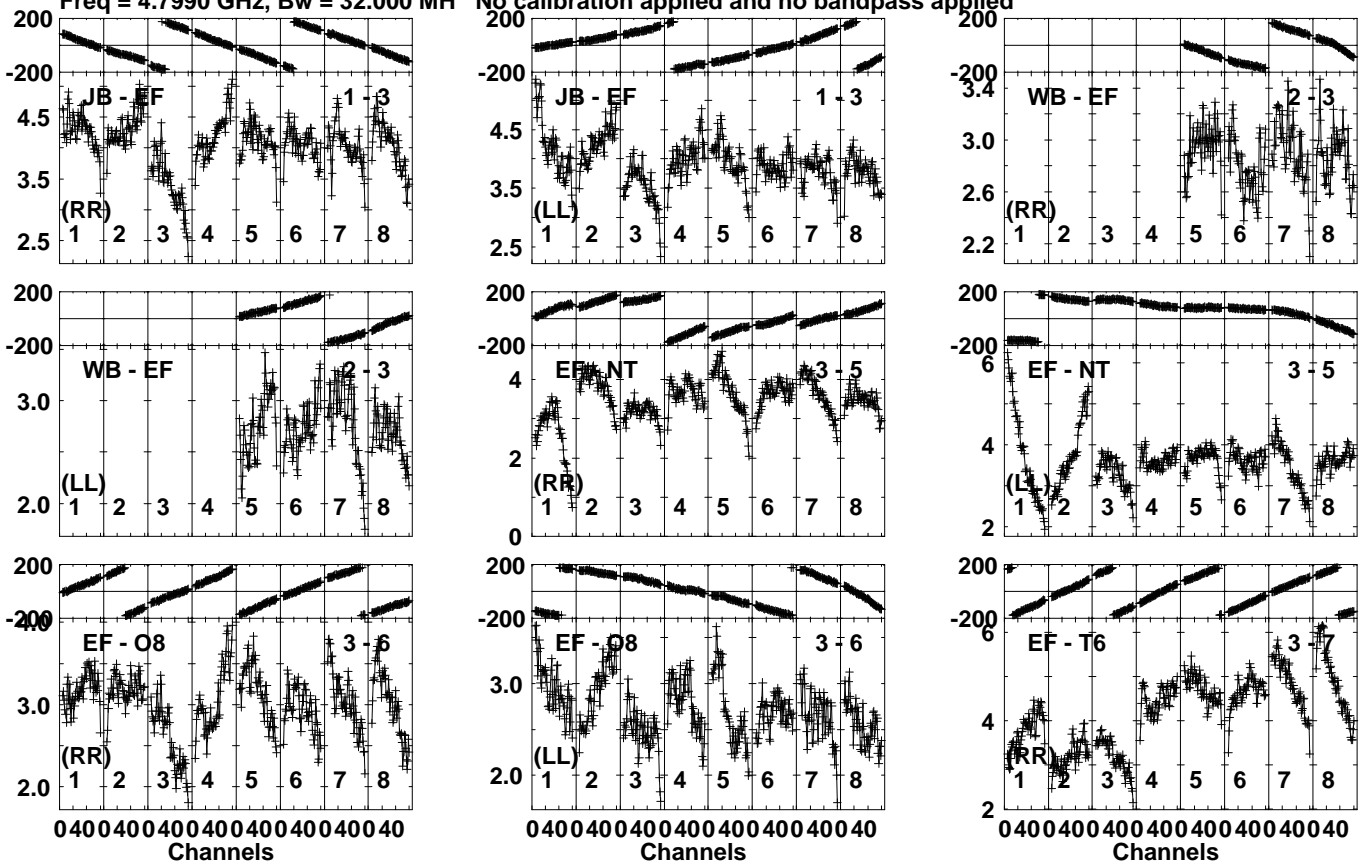 Freq = 4.7990 GHz, Bw = 32.000 MH No calibration applied and no bandpass applied
200
-200
JB - EF 1 - 3
4.5
3.5
2.5
(RR)
1 2 3 4 5 6 7 8
200
-200
JB - EF 1 - 3
4.5
3.5
2.5
(LL)
1 2 3 4 5 6 7 8
200
-200
WB - EF 2 - 3
3.4
3.0
2.6
2.2
(RR)
1 2 3 4 5 6 7 8
200
-200
WB - EF 2 - 3
3.0
2.0
(LL)
1 2 3 4 5 6 7 8
200
-200
EF - NT 3 - 5
4
2
0
(RR)
1 2 3 4 5 6 7 8
200
-200
EF - NT 3 - 5
6
4
2
(LL)
1 2 3 4 5 6 7 8
200
-200
EF - O8 3 - 6
4.0
3.0
2.0
(RR)
1 2 3 4 5 6 7 8
0 40 0 40 0 40 0 40 0 40 0 40 0 40 0 40
Channels
200
-200
EF - O8 3 - 6
3.0
2.0
(LL)
1 2 3 4 5 6 7 8
0 40 0 40 0 40 0 40 0 40 0 40 0 40 0 40
Channels
200
-200
EF - T6 3 - 7
6
4
2
(RR)
1 2 3 4 5 6 7 8
0 40 0 40 0 40 0 40 0 40 0 40 0 40 0 40
Channels